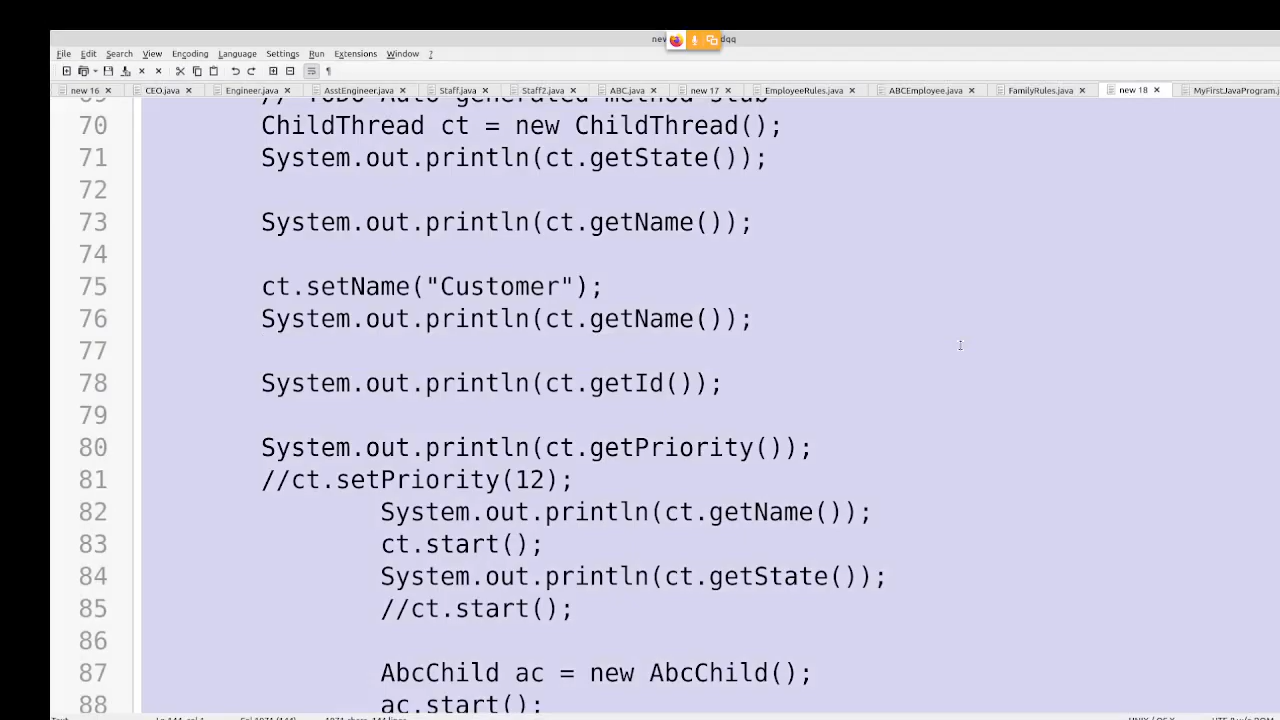 File Edit Search View Encoding Language Settings Run Extensions Window ?
new 16 CEO.java Engineer.java AsstEngineer.java Staff.java Staff2.java ABC.java new 17 EmployeeRules.java ABCEmployee.java FamilyRules.java new 18 MyFirstJavaProgram.j
// TODO Auto-generated method stub
70 ChildThread ct = new ChildThread();
71 System.out.println(ct.getState());
72
73 System.out.println(ct.getName());
74
75 ct.setName("Customer");
76 System.out.println(ct.getName());
77
78 System.out.println(ct.getId());
79
80 System.out.println(ct.getPriority());
81 //ct.setPriority(12);
82 System.out.println(ct.getName());
83 ct.start();
84 System.out.println(ct.getState());
85 //ct.start();
86
87 AbcChild ac = new AbcChild();
88 ac.start();